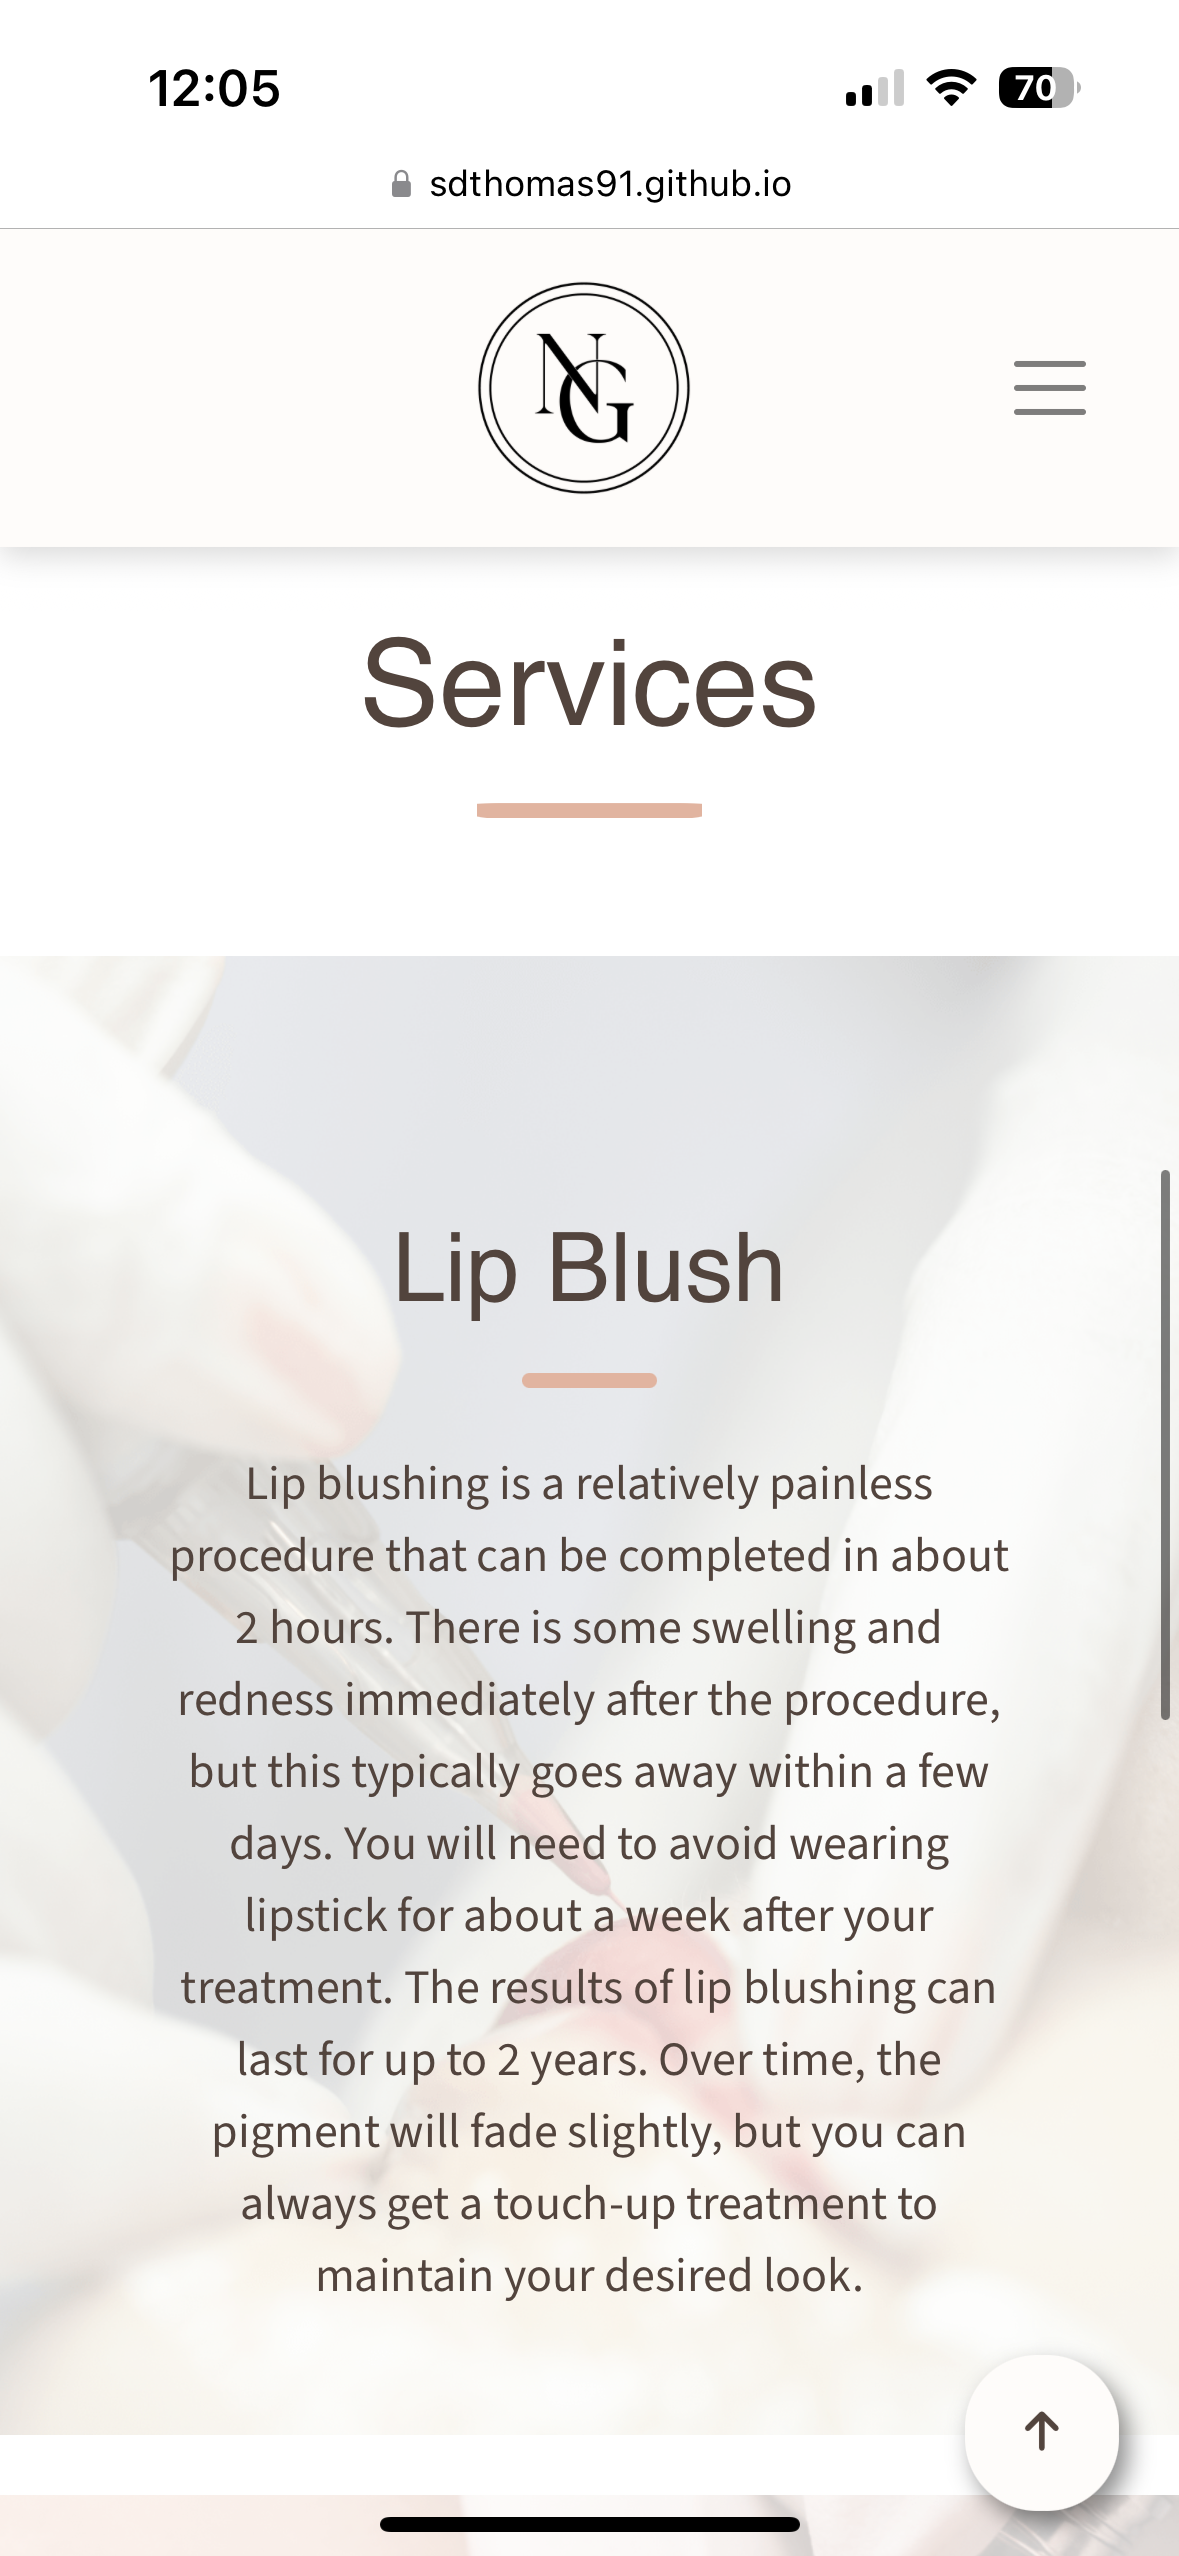 12:05
70
sdthomas91.github.io
NG
Services
Lip Blush
Lip blushing is a relatively painless
procedure that can be completed in about
2 hours. There is some swelling and
redness immediately after the procedure,
but this typically goes away within a few
days. You will need to avoid wearing
lipstick for about a week after your
treatment. The results of lip blushing can
last for up to 2 years. Over time, the
pigment will fade slightly, but you can
always get a touch-up treatment to
maintain your desired look.